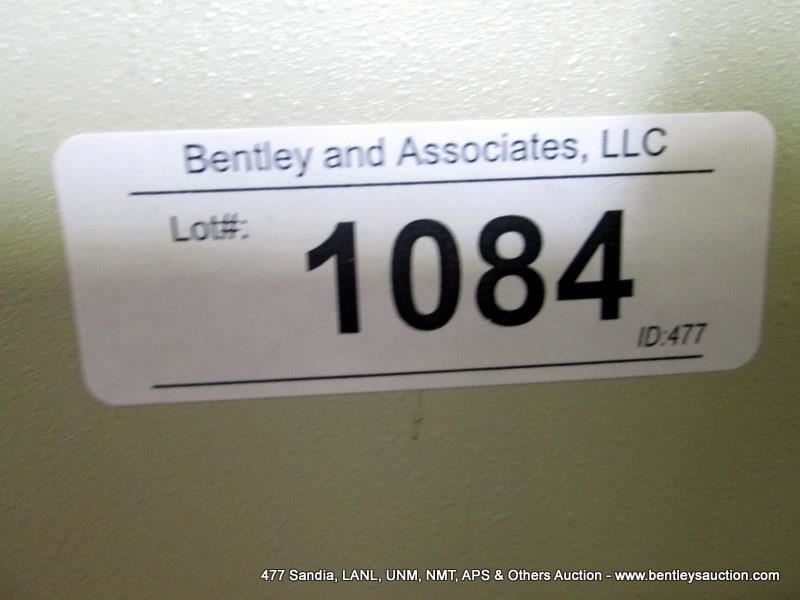 Bentley and Associates, LLC
Lot#:
1084
ID:477
477 Sandia, LANL, UNM, NMT, APS & Others Auction - www.bentleysauction.com